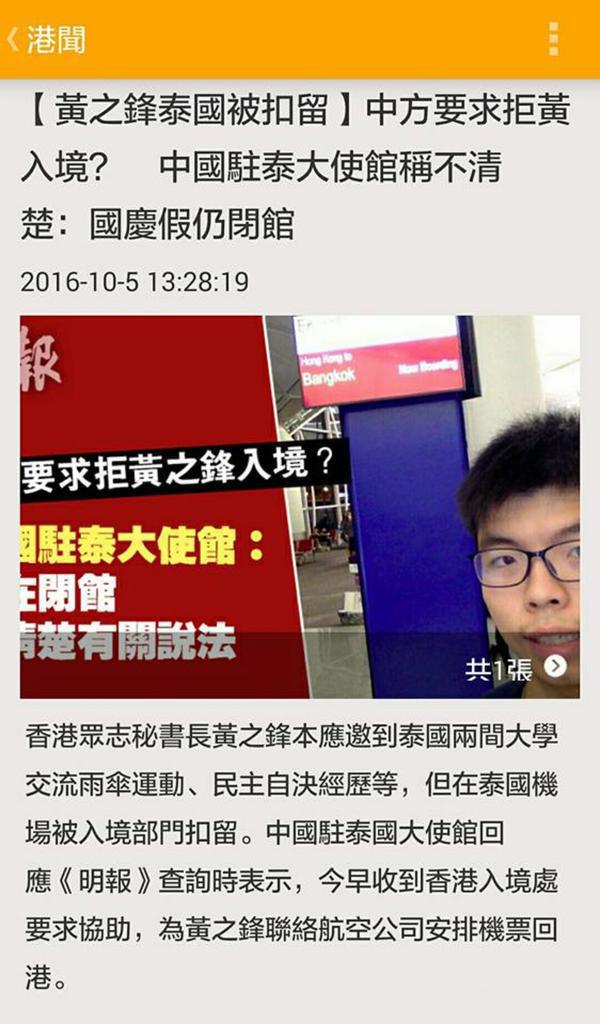 港聞
【黃之鋒泰國被扣留】中方要求拒黃
入境？ 中國駐泰大使館稱不清
楚：國慶假仍閉館
2016-10-5 13:28:19
報
Hong Kong to
Bangkok
Now Boarding
要求拒黃之鋒入境？
國駐泰大使館：
在閉館
清楚有關說法
共1張
香港眾志秘書長黃之鋒本應邀到泰國兩間大學
交流雨傘運動、民主自決經歷等，但在泰國機
場被入境部門扣留。中國駐泰國大使館回
應《明報》查詢時表示，今早收到香港入境處
要求協助，為黃之鋒聯絡航空公司安排機票回
港。